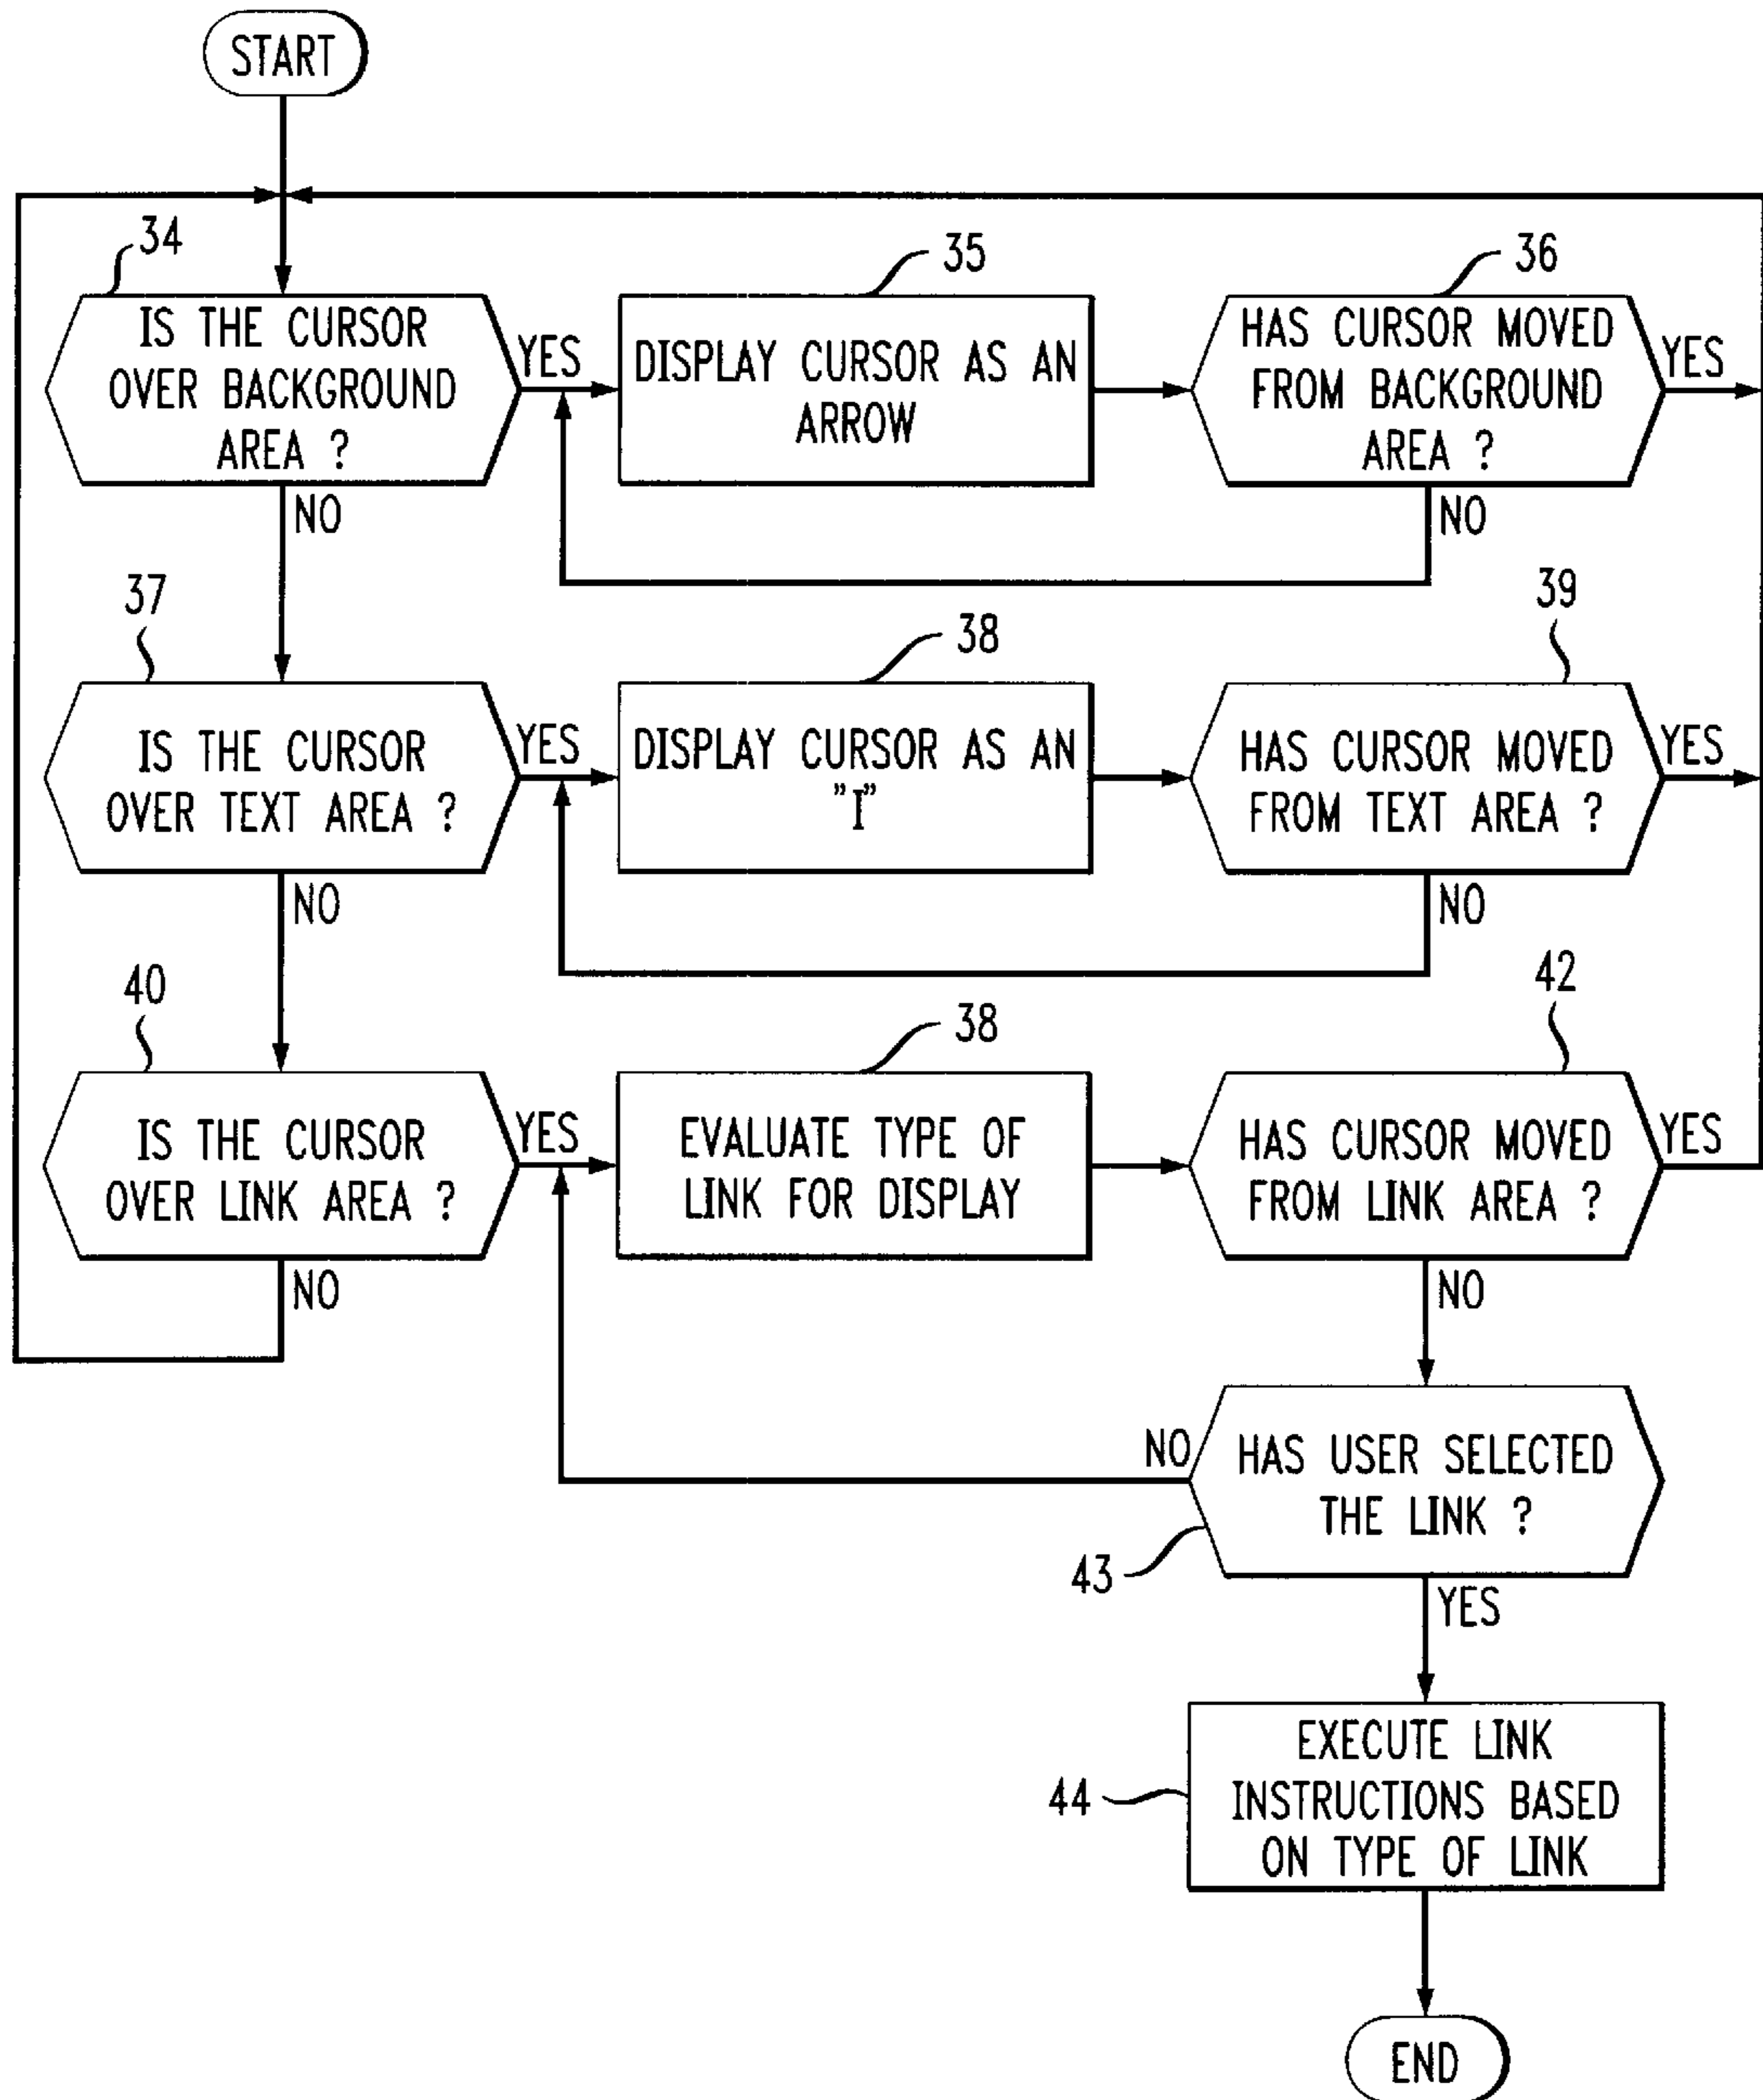 START
34
IS THE CURSOR
OVER BACKGROUND
AREA ?
YES
NO
35
DISPLAY CURSOR AS AN
ARROW
36
HAS CURSOR MOVED
FROM BACKGROUND
AREA ?
YES
NO
37
IS THE CURSOR
OVER TEXT AREA ?
YES
NO
38
DISPLAY CURSOR AS AN
"I"
39
HAS CURSOR MOVED
FROM TEXT AREA ?
YES
NO
40
IS THE CURSOR
OVER LINK AREA ?
YES
NO
38
EVALUATE TYPE OF
LINK FOR DISPLAY
42
HAS CURSOR MOVED
FROM LINK AREA ?
YES
NO
NO
HAS USER SELECTED
THE LINK ?
43
YES
44
EXECUTE LINK
INSTRUCTIONS BASED
ON TYPE OF LINK
END